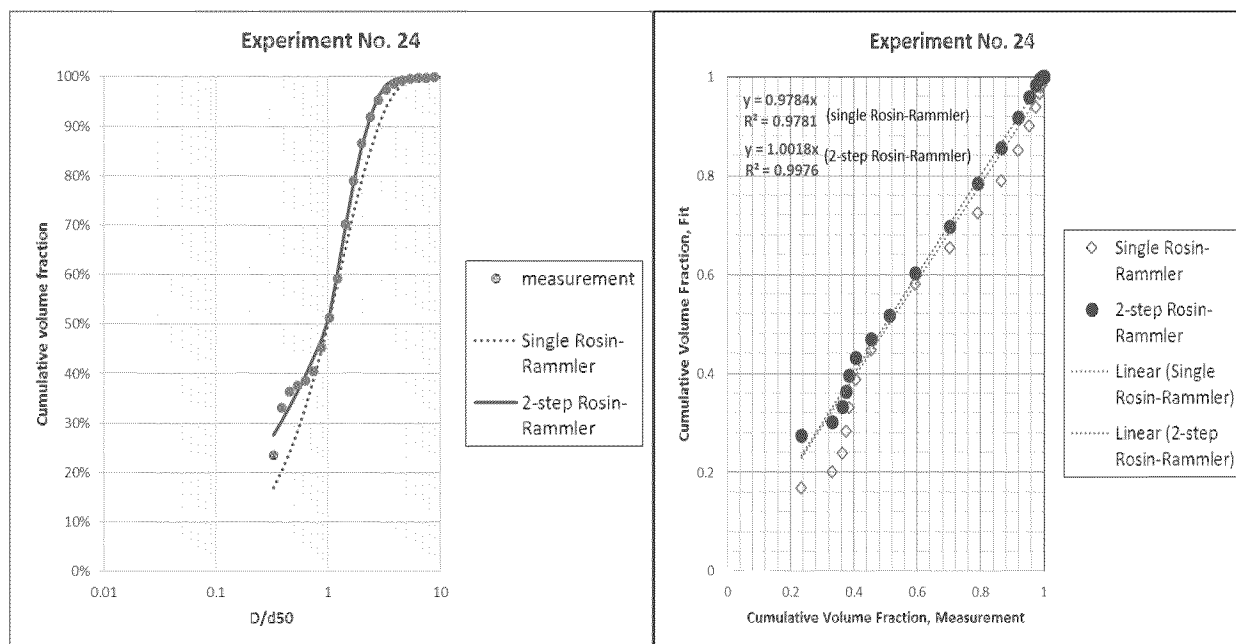 Experiment No. 24
Cumulative volume fraction
100%
90%
80%
70%
60%
50%
40%
30%
20%
10%
0%
0.01
0.1
1
10
D/d50
measurement
Single Rosin-
Rammler
2-step Rosin-
Rammler
Experiment No. 24
Cumulative Volume Fraction, Fit
1
0.8
0.6
0.4
0.2
0
y = 0.9784x
R² = 0.9781 (single Rosin-Rammler)
y = 1.0018x (2-step Rosin-Rammler)
R² = 0.9976
0
0.2
0.4
0.6
0.8
1
Cumulative Volume Fraction, Measurement
Single Rosin-
Rammler
2-step Rosin-
Rammler
Linear (Single
Rosin-Rammler)
Linear (2-step
Rosin-Rammler)